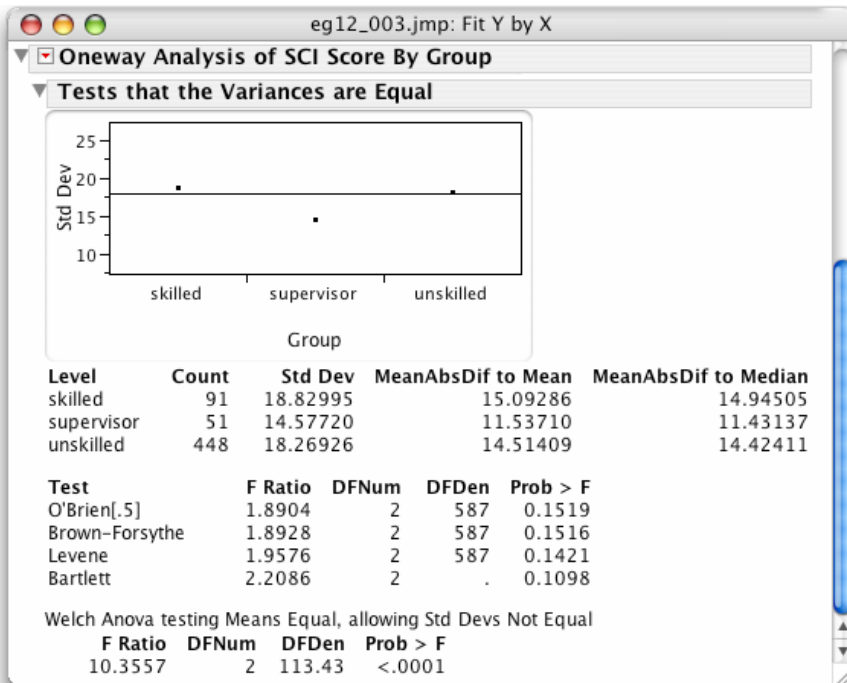 eg12_003.jmp: Fit Y by X
Oneway Analysis of SCI Score By Group
Tests that the Variances are Equal
25
20
15
10
Std Dev
skilled supervisor unskilled
Group
Level Count Std Dev MeanAbsDif to Mean MeanAbsDif to Median
skilled 91 18.82995 15.09286 14.94505
supervisor 51 14.57720 11.53710 11.43137
unskilled 448 18.26926 14.51409 14.42411
Test F Ratio DFNum DFDen Prob > F
O'Brien[.5] 1.8904 2 587 0.1519
Brown-Forsythe 1.8928 2 587 0.1516
Levene 1.9576 2 587 0.1421
Bartlett 2.2086 2 . 0.1098
Welch Anova testing Means Equal, allowing Std Devs Not Equal
F Ratio DFNum DFDen Prob > F
10.3557 2 113.43 <.0001